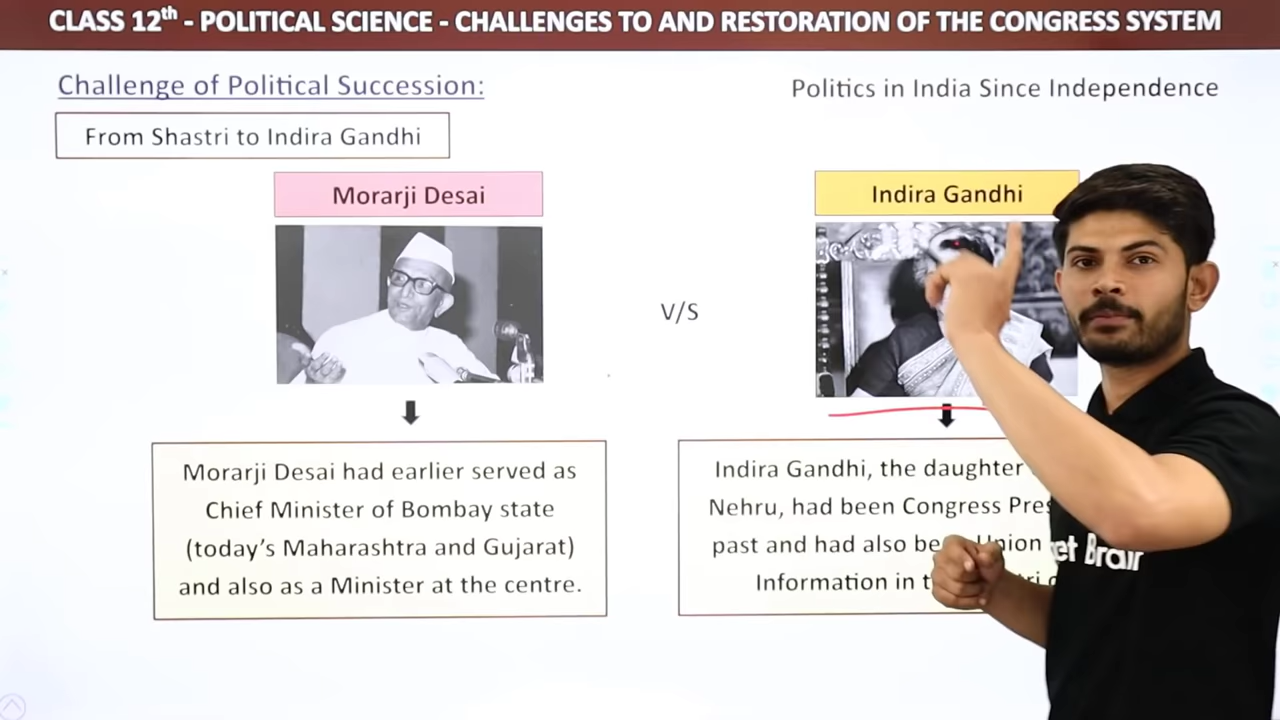 CLASS 12th - POLITICAL SCIENCE - CHALLENGES TO AND RESTORATION OF THE CONGRESS SYSTEM
Challenge of Political Succession:
Politics in India Since Independence
From Shastri to Indira Gandhi
Morarji Desai
Indira Gandhi
V/S
Morarji Desai had earlier served as
Chief Minister of Bombay state
(today's Maharashtra and Gujarat)
and also as a Minister at the centre.
Indira Gandhi, the daughter
Nehru, had been Congress
past and had also Union
Information in